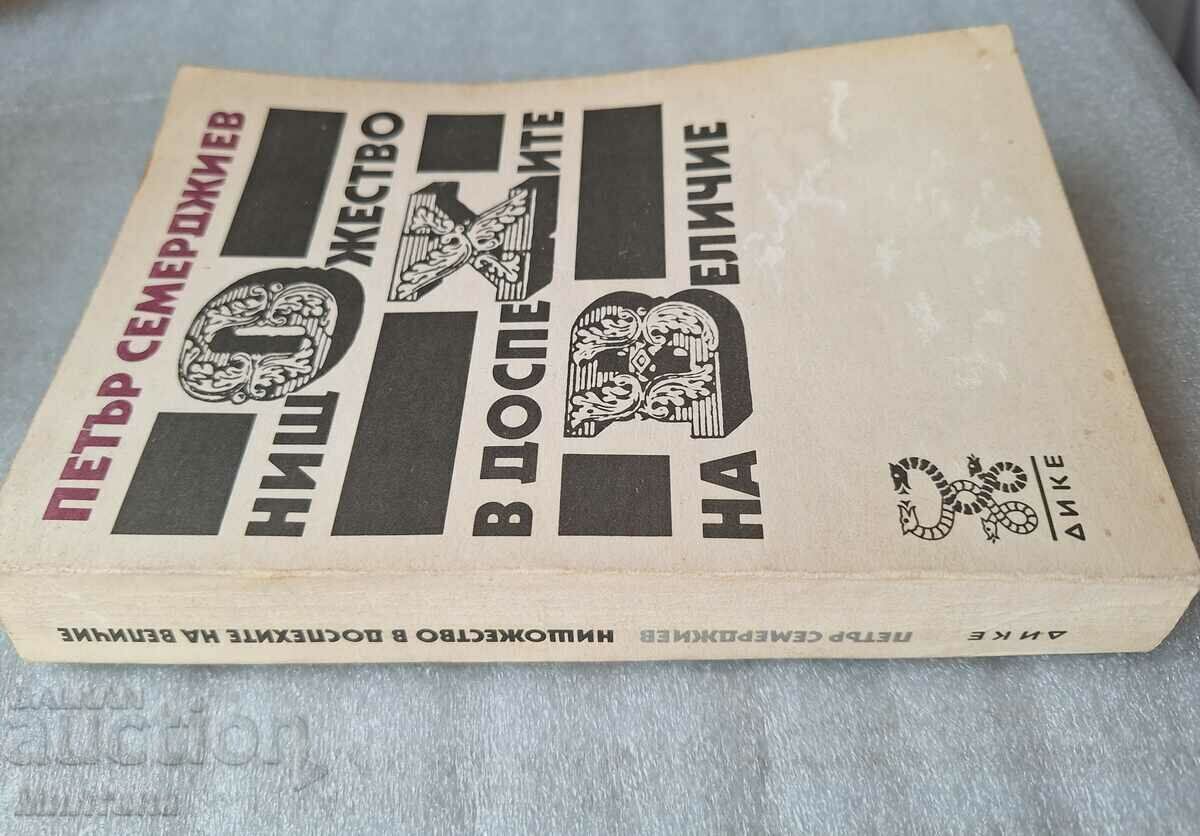 ПЕТЪР СЕМЕРДЖИЕВ
НИЩОЖЕСТВО
В ДОСПЕХИТЕ
НА ВЕЛИЧИЕ
ДИКЕ
ДИКЕ ПЕТЪР СЕМЕРДЖИЕВ НИЩОЖЕСТВО В ДОСПЕХИТЕ НА ВЕЛИЧИЕ
BALKAN
auction